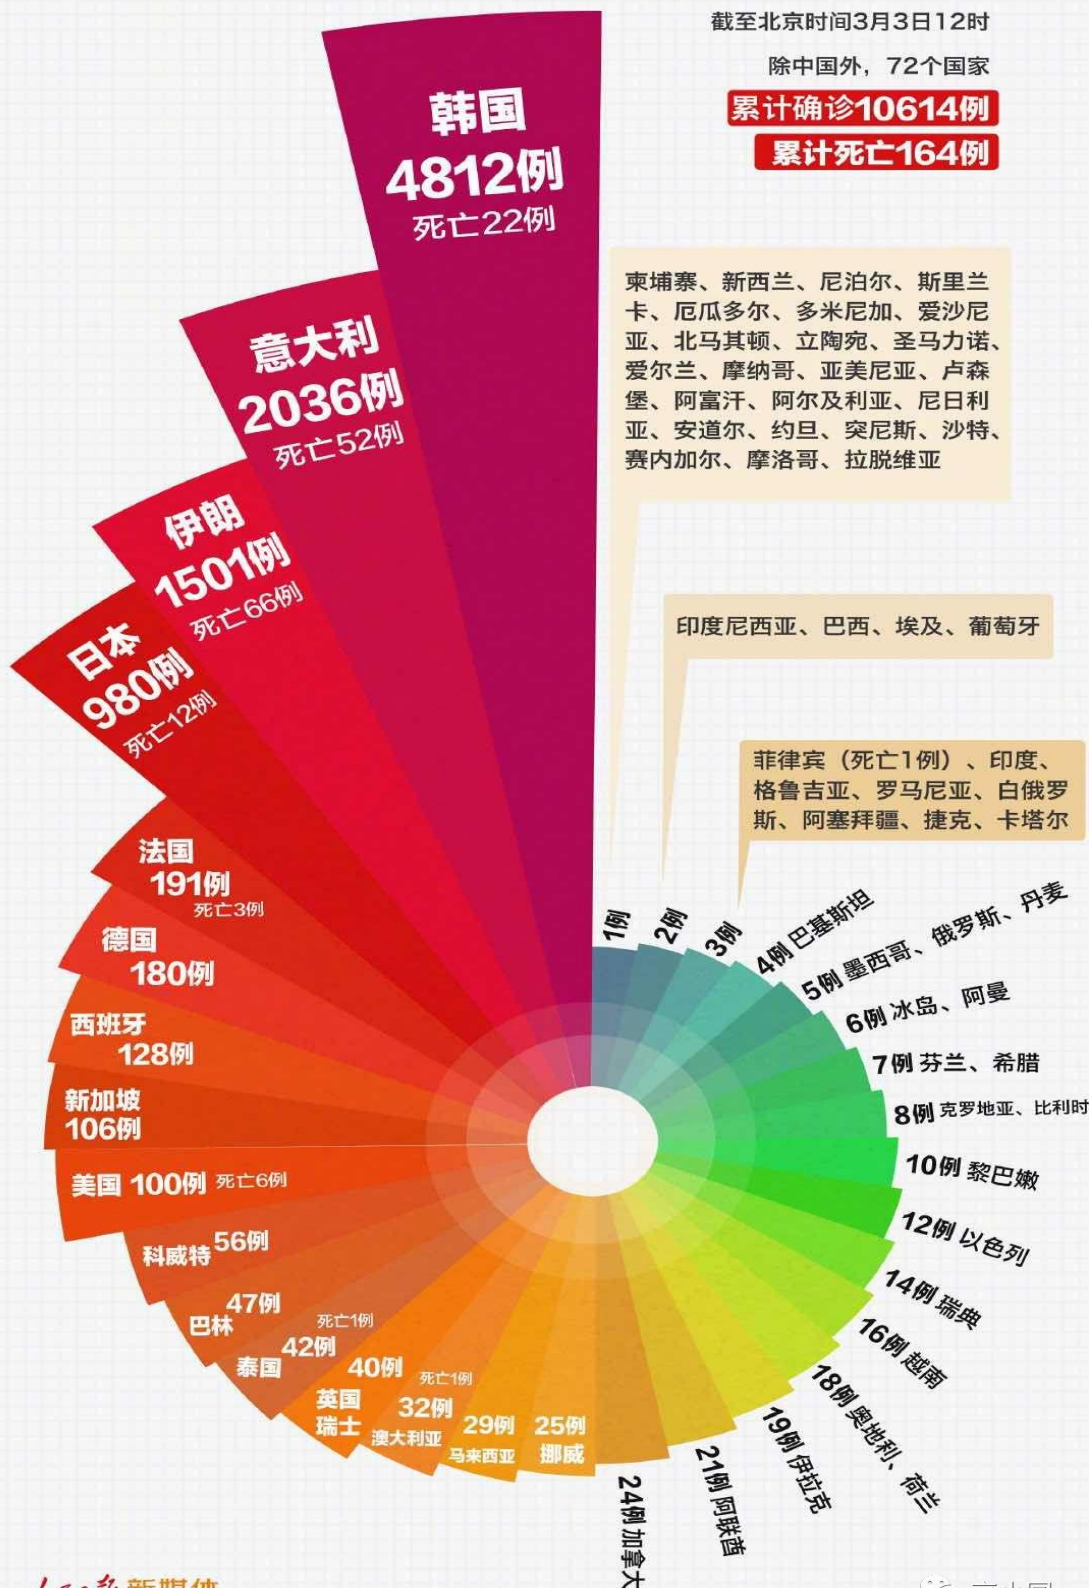 截至北京时间3月3日12时
除中国外，72个国家
累计确诊10614例
累计死亡164例
韩国
4812例
死亡22例
意大利
2036例
死亡52例
伊朗
1501例
死亡66例
日本
980例
死亡12例
法国
191例
死亡3例
德国
180例
西班牙
128例
新加坡
106例
美国 100例 死亡6例
科威特 56例
巴林 47例
泰国 42例 死亡1例
40例
英国
瑞士
死亡1例
32例
澳大利亚
29例
马来西亚
25例
挪威
24例 加拿大
21例 阿联酋
19例 伊拉克
18例 奥地利、荷兰
16例 越南
14例 瑞典
12例 以色列
10例 黎巴嫩
8例 克罗地亚、比利时
7例 芬兰、希腊
6例 冰岛、阿曼
5例 墨西哥、俄罗斯、丹麦
4例 巴基斯坦
3例
菲律宾（死亡1例）、印度、
格鲁吉亚、罗马尼亚、白俄罗
斯、阿塞拜疆、捷克、卡塔尔
2例
印度尼西亚、巴西、埃及、葡萄牙
1例
柬埔寨、新西兰、尼泊尔、斯里兰
卡、厄瓜多尔、多米尼加、爱沙尼
亚、北马其顿、立陶宛、圣马力诺、
爱尔兰、摩纳哥、亚美尼亚、卢森
堡、阿富汗、阿尔及利亚、尼日利
亚、安道尔、约旦、突尼斯、沙特、
赛内加尔、摩洛哥、拉脱维亚